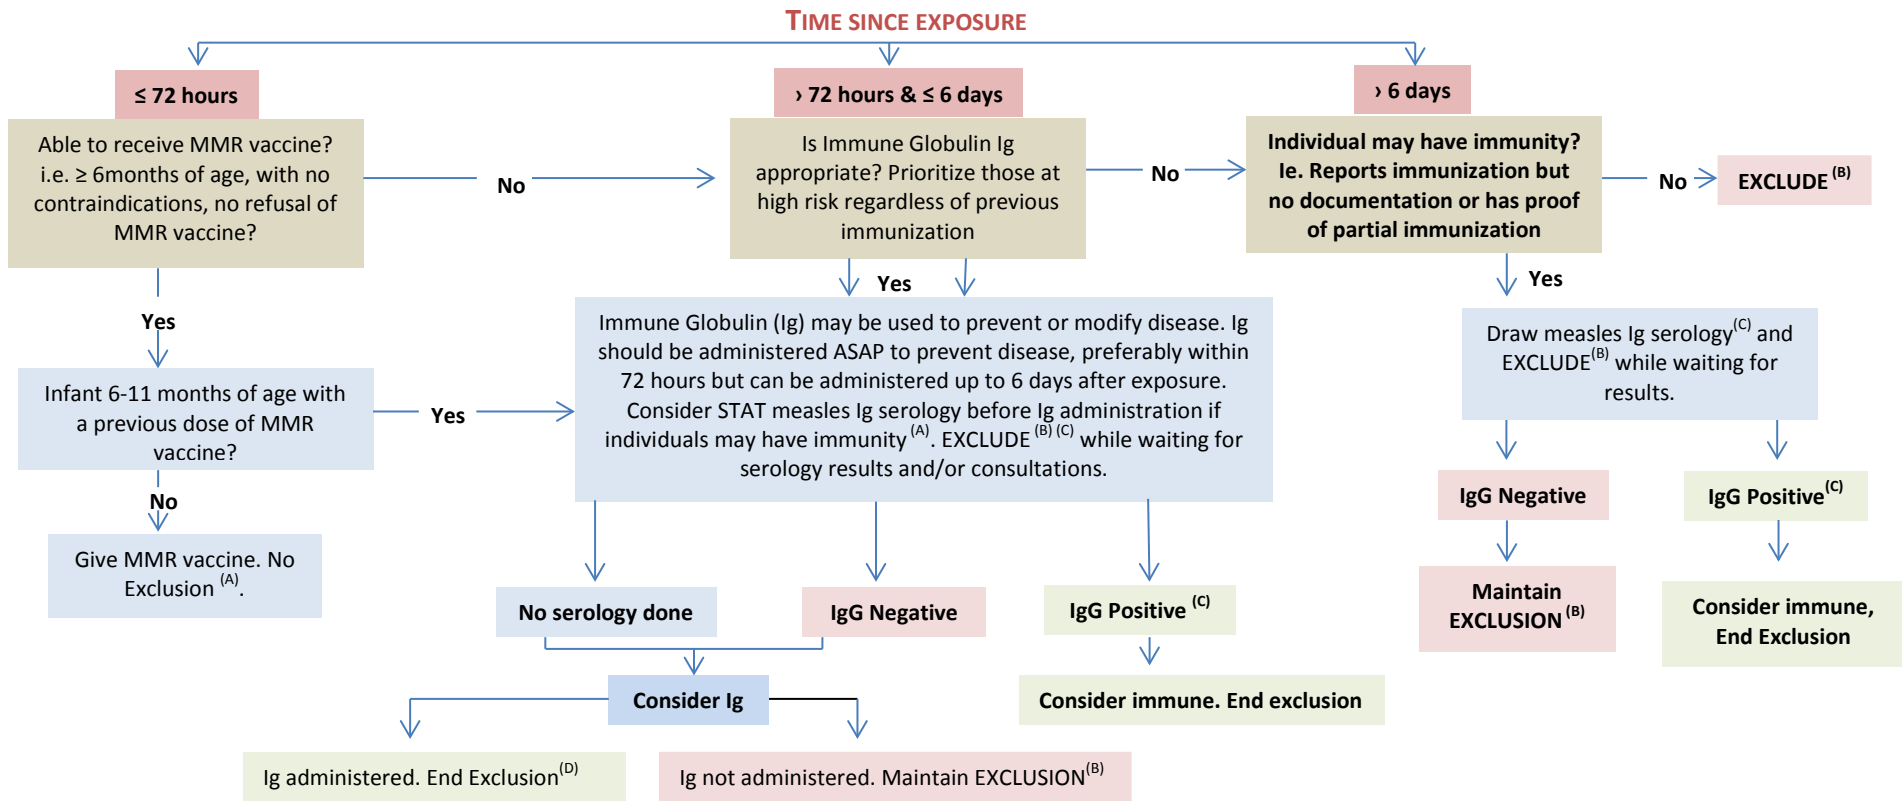 TIME SINCE EXPOSURE
≤ 72 hours
› 72 hours & ≤ 6 days
› 6 days
Able to receive MMR vaccine?
i.e. ≥ 6months of age, with no
contraindications, no refusal of
MMR vaccine?
No
Is Immune Globulin Ig
appropriate? Prioritize those at
high risk regardless of previous
immunization
No
Individual may have immunity?
Ie. Reports immunization but
no documentation or has proof
of partial immunization
No
EXCLUDE (B)
Yes
Yes
Yes
Infant 6-11 months of age with
a previous dose of MMR
vaccine?
Yes
Immune Globulin (Ig) may be used to prevent or modify disease. Ig
should be administered ASAP to prevent disease, preferably within
72 hours but can be administered up to 6 days after exposure.
Consider STAT measles Ig serology before Ig administration if
individuals may have immunity (A). EXCLUDE (B) (C) while waiting for
serology results and/or consultations.
Draw measles Ig serology(C) and
EXCLUDE(B) while waiting for
results.
No
Give MMR vaccine. No
Exclusion (A).
IgG Negative
IgG Positive(C)
No serology done
IgG Negative
IgG Positive (C)
Maintain
EXCLUSION (B)
Consider immune,
End Exclusion
Consider Ig
Consider immune. End exclusion
Ig administered. End Exclusion(D)
Ig not administered. Maintain EXCLUSION(B)